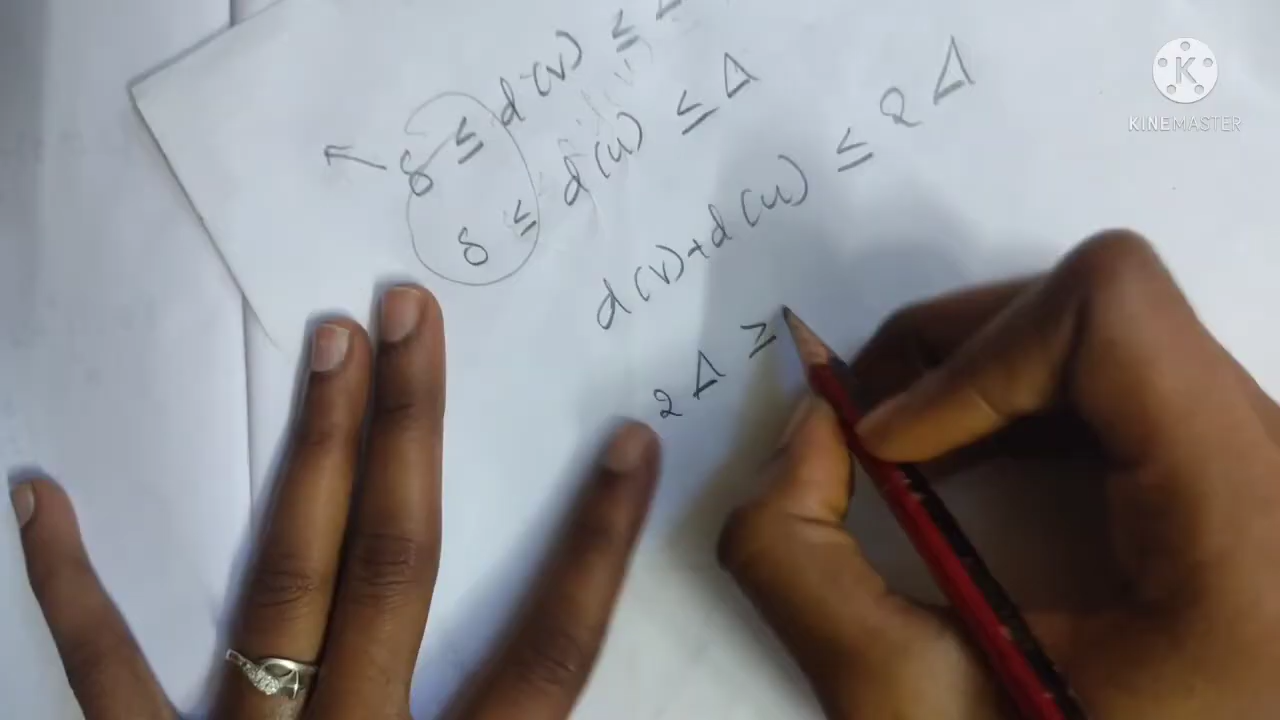 δ ≤ d(v) ≤ Δ
δ ≤ d(u) ≤ Δ
d(v)+d(u) ≤ 2Δ
2Δ ≥
K
KINEMASTER